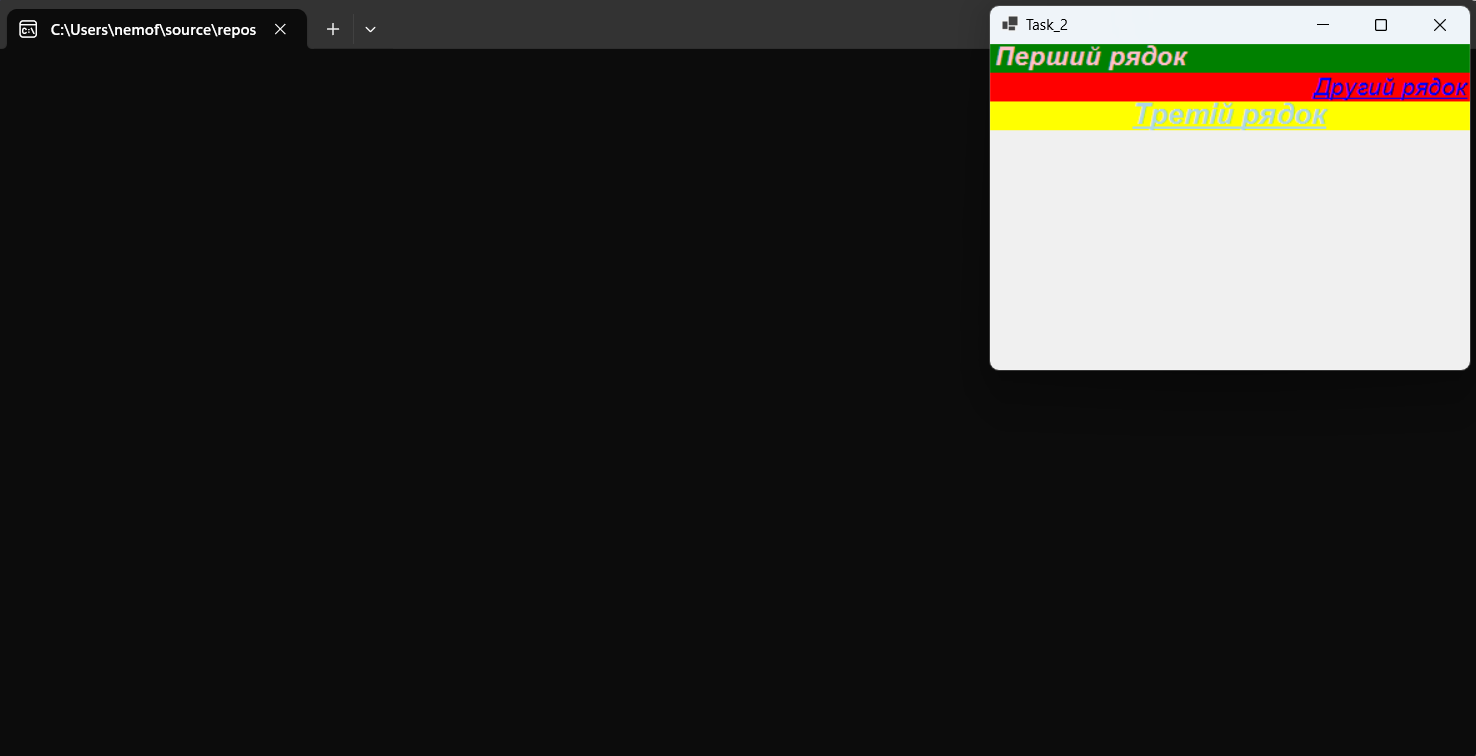 C:\Users\nemof\source\repos
Task_2
Перший рядок
Другий рядок
Третій рядок